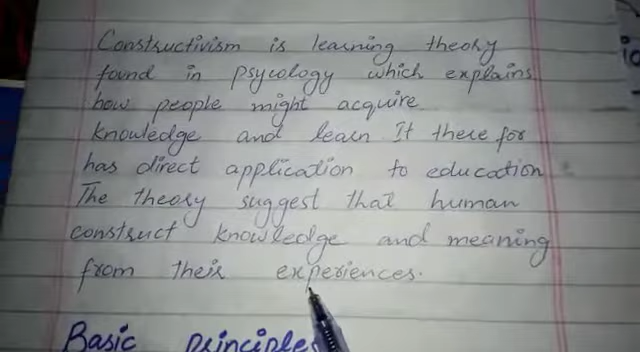 Constructivism is learning theory
found in psycology which explains
how people might acquire
knowledge and learn It there for
has direct application to education
The theory suggest that human
construct knowledge and meaning
from their experiences.
Basic principles